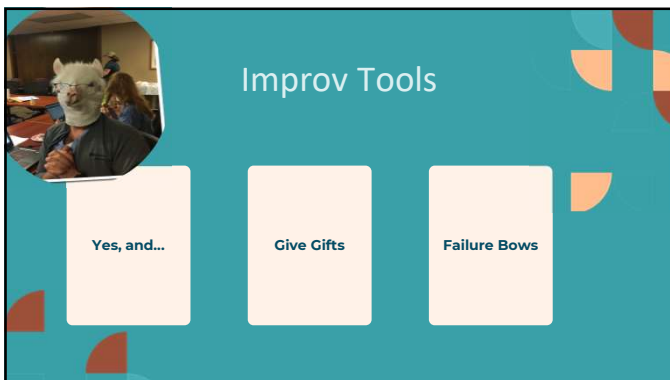 Improv Tools
Yes, and...
Give Gifts
Failure Bows